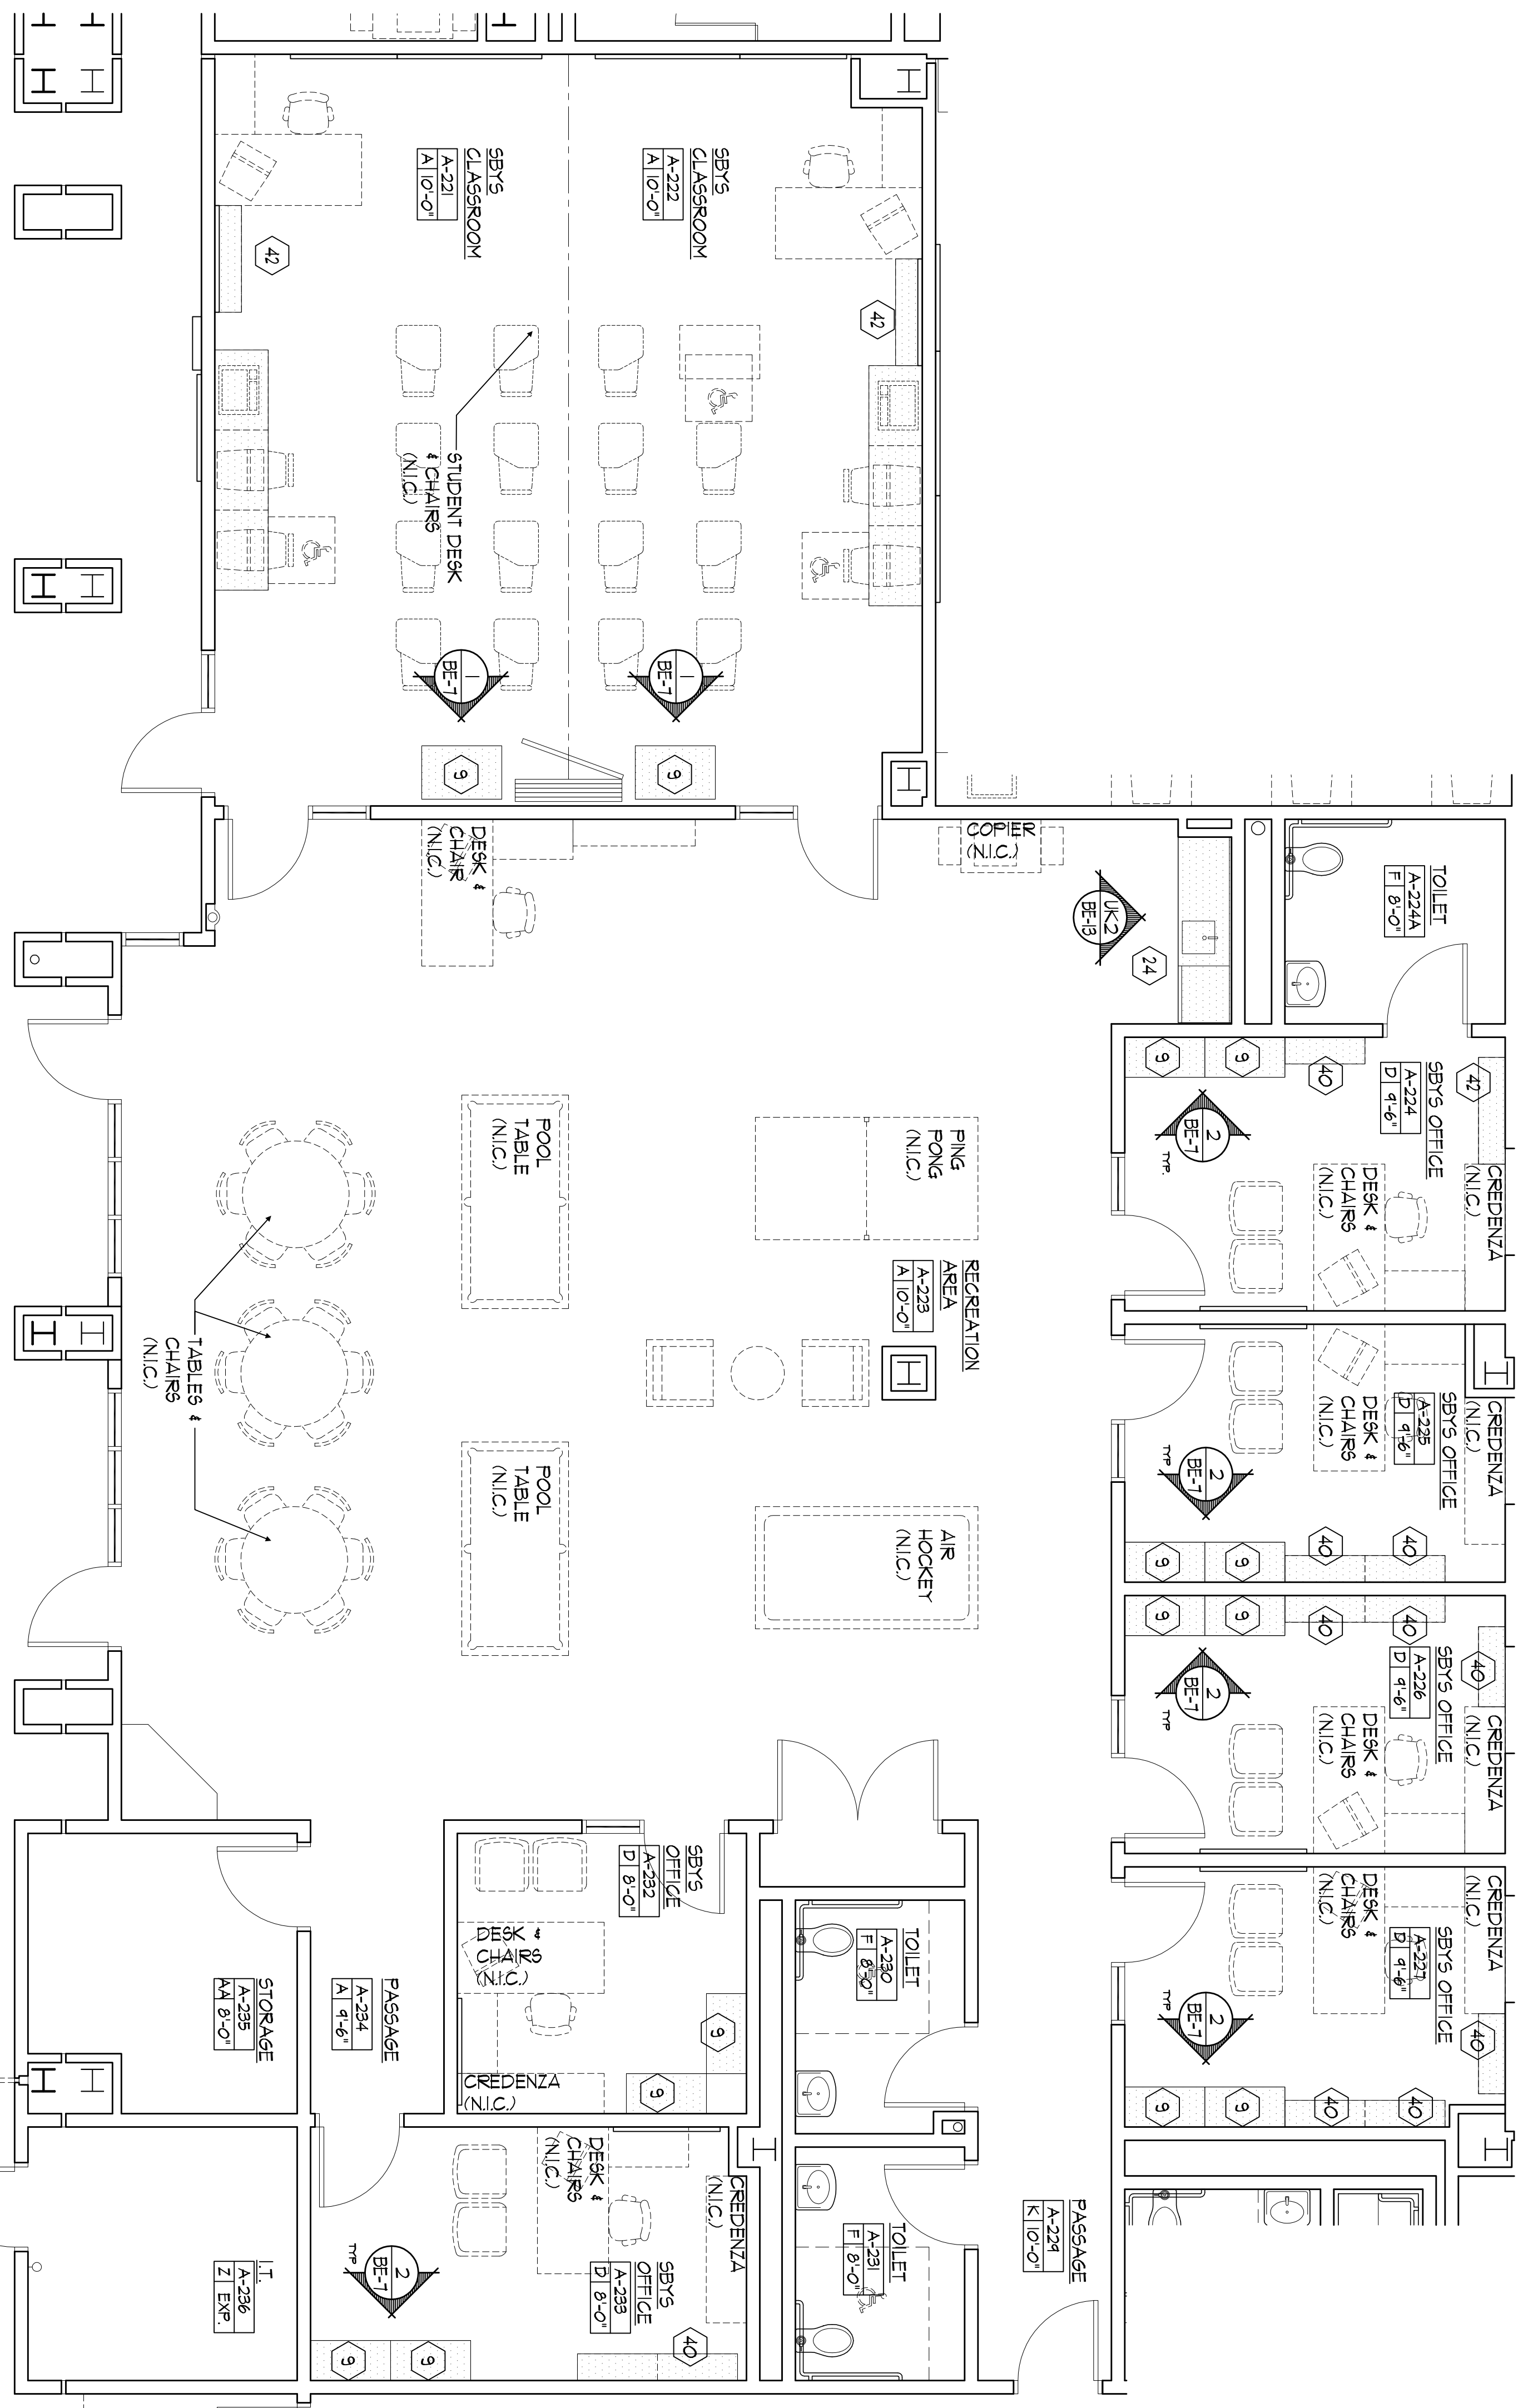 SBYS
CLASSROOM
A-221
A 10'-0"
SBYS
CLASSROOM
A-222
A 10'-0"
42
42
STUDENT DESK
& CHAIRS
(N.I.C.)
1
BE-7
1
BE-7
9
9
DESK &
CHAIR
(N.I.C.)
COPIER
(N.I.C.)
UK2
BE-13
24
TOILET
A-224A
F 8'-0"
9
9
40
42
SBYS OFFICE
A-224
D 9'-6"
2
BE-7
TYP.
DESK &
CHAIRS
(N.I.C.)
CREDENZA
(N.I.C.)
POOL
TABLE
(N.I.C.)
PING
PONG
(N.I.C.)
RECREATION
AREA
A-223
A 10'-0"
TABLES &
CHAIRS
(N.I.C.)
POOL
TABLE
(N.I.C.)
AIR
HOCKEY
(N.I.C.)
CREDENZA
(N.I.C.)
SBYS OFFICE
A-225
D 9'-6"
DESK &
CHAIRS
(N.I.C.)
2
BE-7
TYP
9
9
40
40
9
9
40
40
40
SBYS OFFICE
A-226
D 9'-6"
2
BE-7
TYP
DESK &
CHAIRS
(N.I.C.)
CREDENZA
(N.I.C.)
CREDENZA
(N.I.C.)
DESK &
CHAIRS
(N.I.C.)
SBYS OFFICE
A-227
D 9'-6"
2
BE-7
TYP
40
9
9
40
40
SBYS
OFFICE
A-232
D 8'-0"
DESK &
CHAIRS
(N.I.C.)
9
9
CREDENZA
(N.I.C.)
TOILET
A-230
F 8'-0"
PASSAGE
A-234
A 9'-6"
STORAGE
A-235
AA 8'-0"
DESK &
CHAIRS
(N.I.C.)
CREDENZA
(N.I.C.)
SBYS
OFFICE
A-233
D 8'-0"
2
BE-7
TYP
9
9
40
TOILET
A-231
F 8'-0"
PASSAGE
A-229
K 10'-0"
I.T.
A-236
Z EXP.